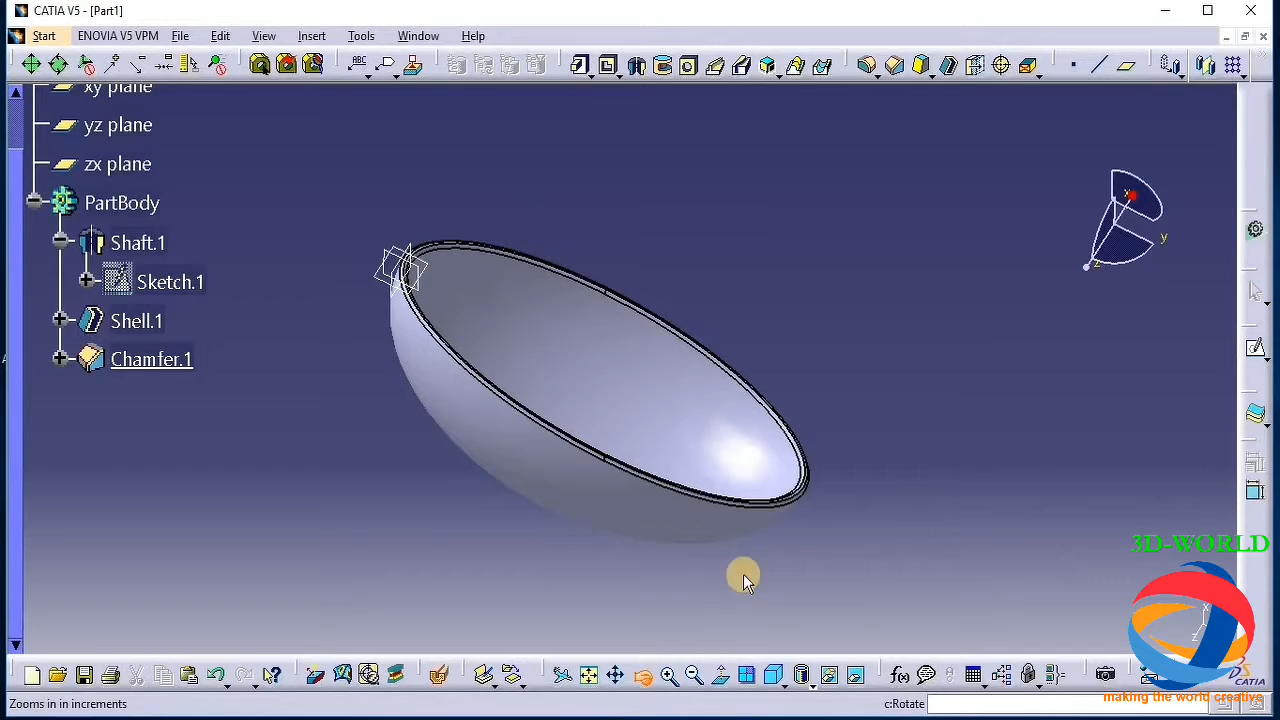 CATIA V5 - [Part1]
Start ENOVIA V5 VPM File Edit View Insert Tools Window Help
ABC
xy plane
yz plane
zx plane
PartBody
Shaft.1
Sketch.1
Shell.1
Chamfer.1
x
y
z
3D-WORLD
x
z
CATIA
making the world creative
f(x)
Zooms in in increments
c:Rotate